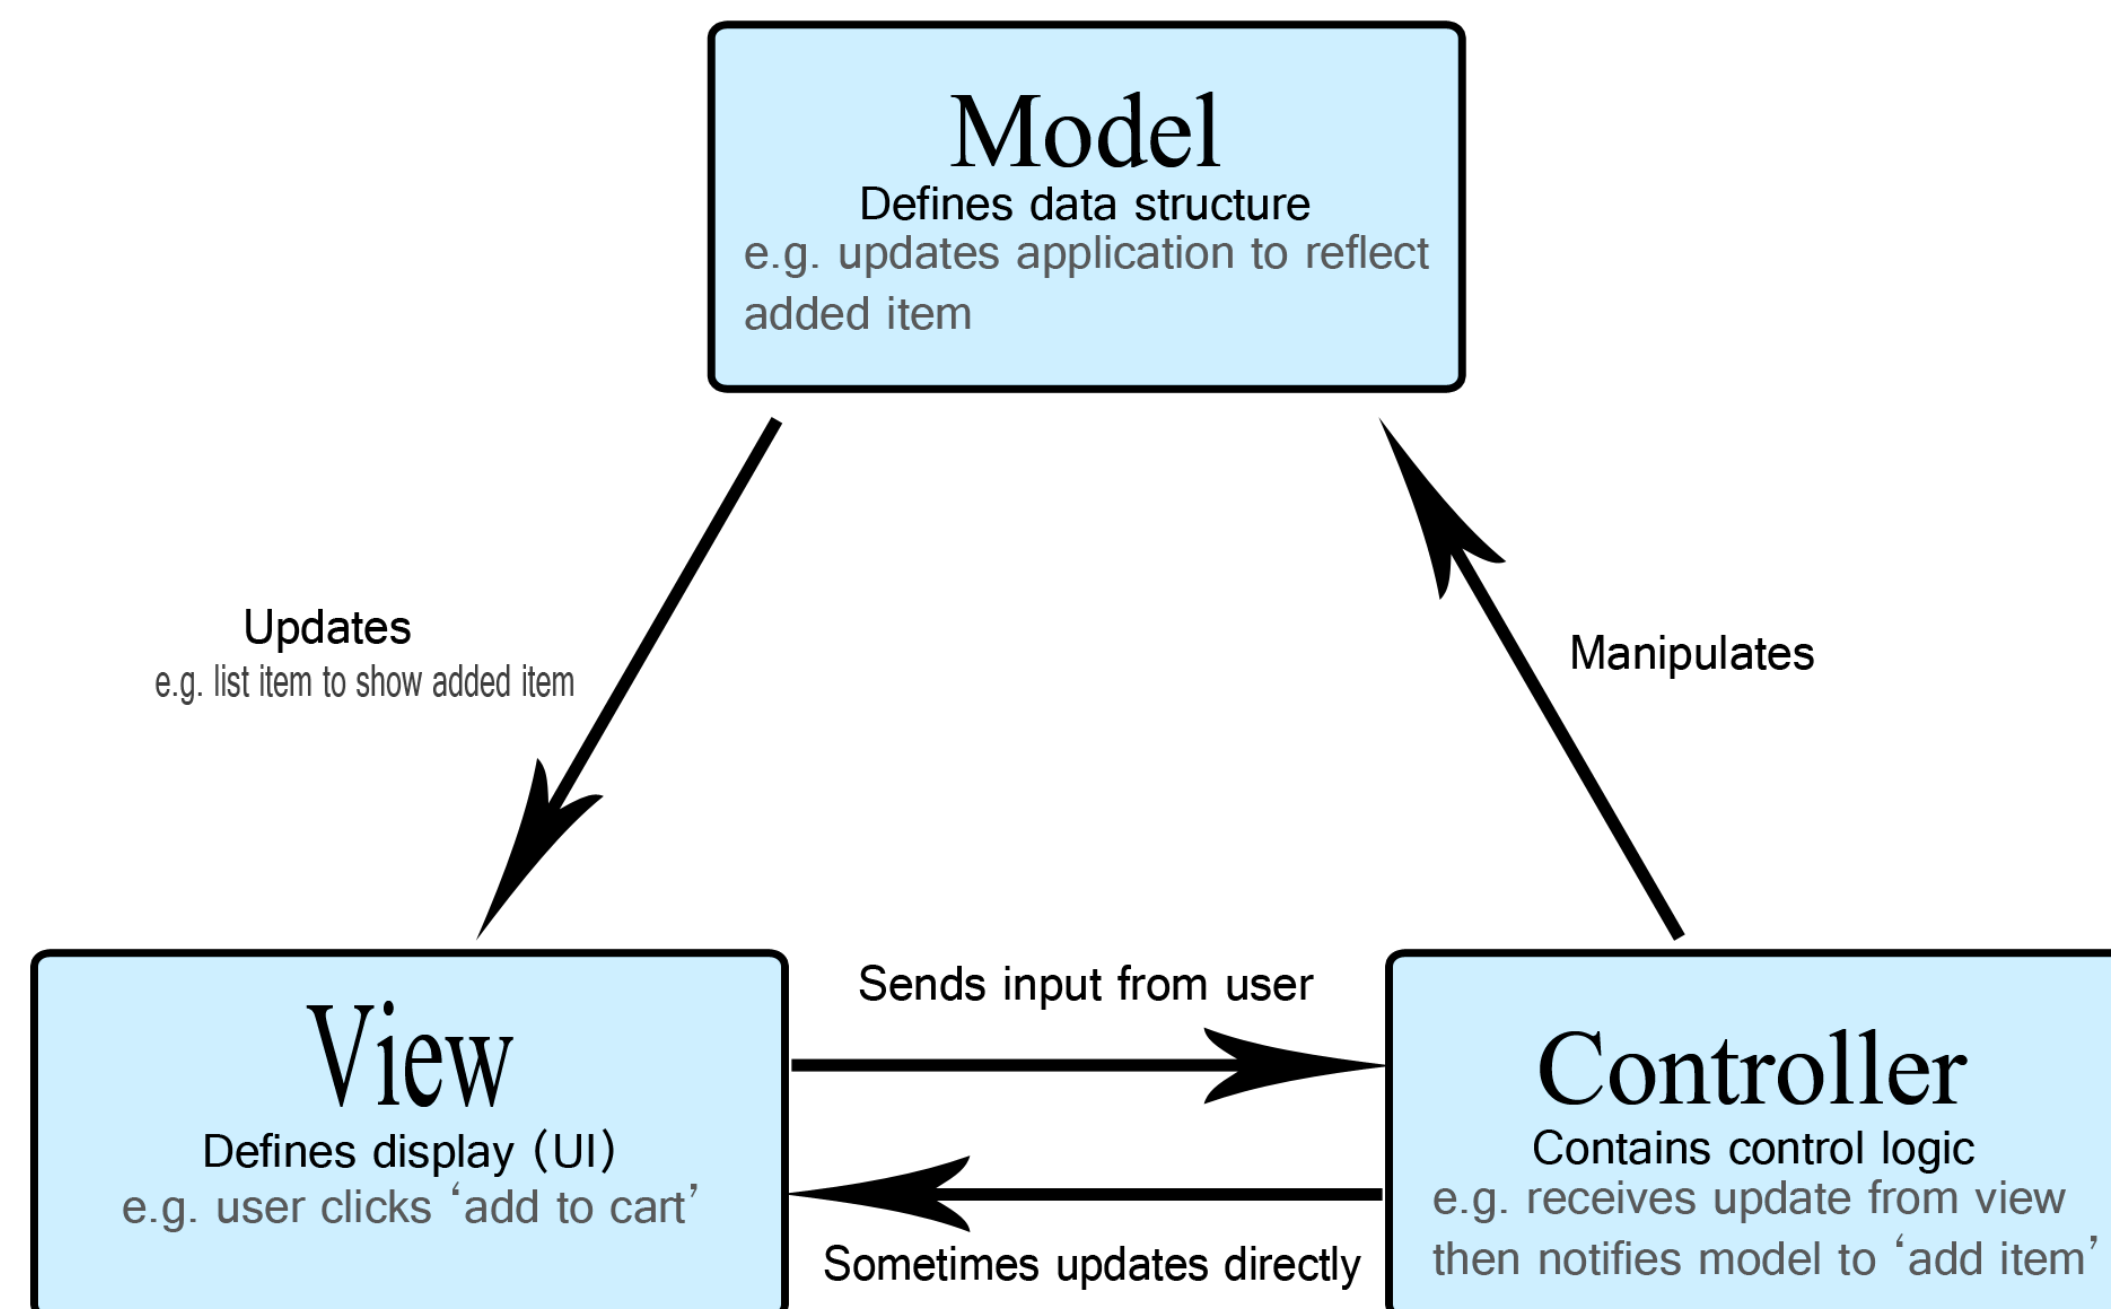 Model
Defines data structure
e.g. updates application to reflect
added item
Updates
e.g. list item to show added item
Manipulates
Sends input from user
View
Defines display (UI)
e.g. user clicks ‘add to cart’
Controller
Contains control logic
e.g. receives update from view
then notifies model to ‘add item’
Sometimes updates directly